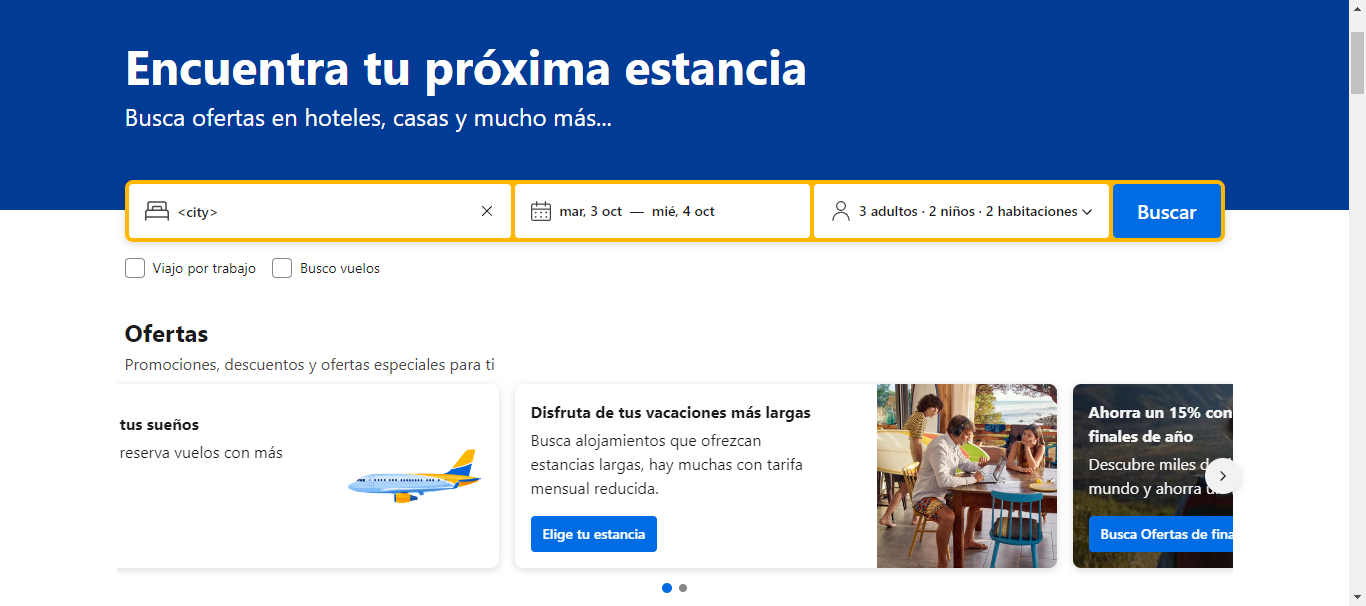 Encuentra tu próxima estancia
Busca ofertas en hoteles, casas y mucho más...
<city>
mar, 3 oct — mié, 4 oct
3 adultos · 2 niños · 2 habitaciones
Buscar
Viajo por trabajo
Busco vuelos
Ofertas
Promociones, descuentos y ofertas especiales para ti
tus sueños
reserva vuelos con más
Disfruta de tus vacaciones más largas
Busca alojamientos que ofrezcan
estancias largas, hay muchas con tarifa
mensual reducida.
Elige tu estancia
Ahorra un 15% con
finales de año
Descubre miles
mundo y ahorra
Busca Ofertas de